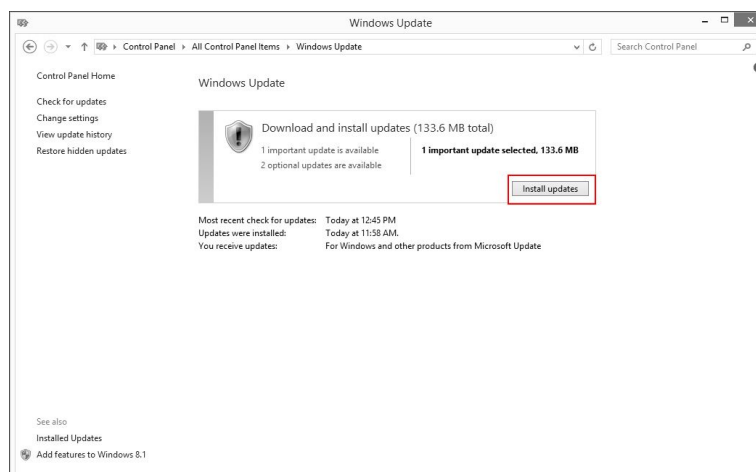 Windows Update
Control Panel ▸ All Control Panel Items ▸ Windows Update
Search Control Panel
Control Panel Home
Check for updates
Change settings
View update history
Restore hidden updates
Windows Update
Download and install updates (133.6 MB total)
1 important update is available
2 optional updates are available
1 important update selected, 133.6 MB
Install updates
Most recent check for updates: Today at 12:45 PM
Updates were installed: Today at 11:58 AM.
You receive updates: For Windows and other products from Microsoft Update
See also
Installed Updates
Add features to Windows 8.1